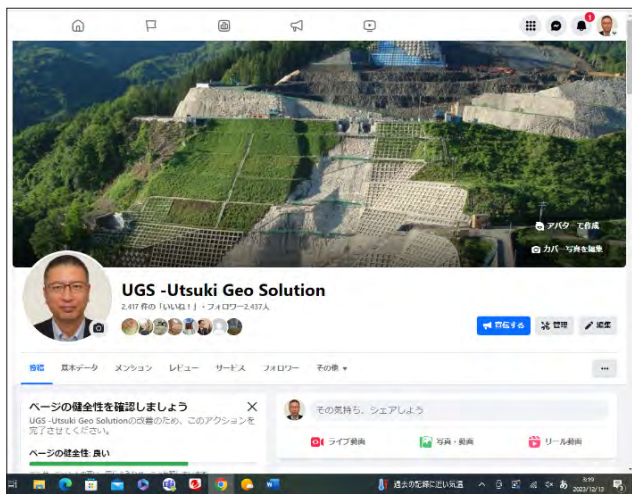 1
アバターで作成
カバー写真を編集
UGS -Utsuki Geo Solution
2,417 件の「いいね！」・フォロワー2,437人
宣伝する
管理
編集
投稿 基本データ メンション レビュー サービス フォロワー その他
ページの健全性を確認しましょう
UGS -Utsuki Geo Solutionの改善のため、このアクションを
完了させてください。
ページの健全性: 良い
その気持ち、シェアしよう
ライブ動画 写真・動画 リール動画
過去の記録に近い気温
あ
3:19
2023/12/13